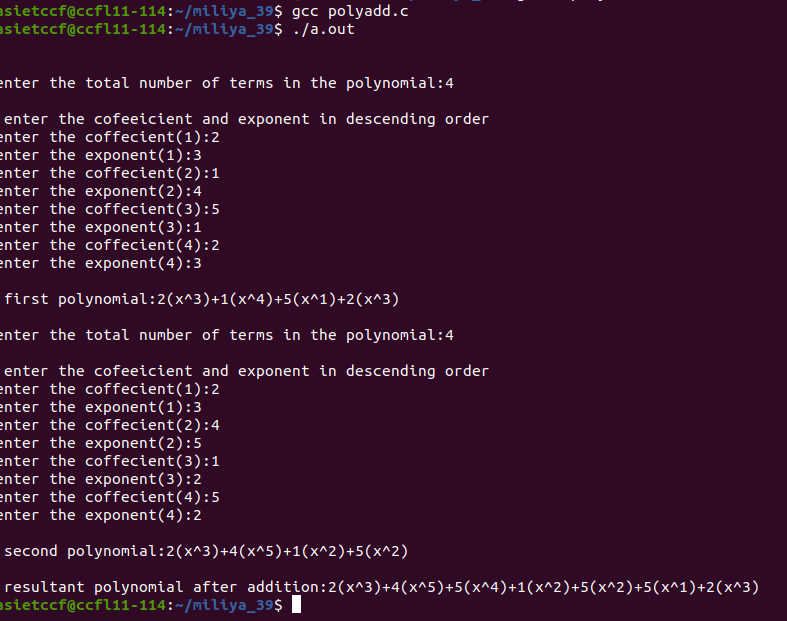 asietccf@ccfl11-114:~/miliya_39$ gcc polyadd.c
asietccf@ccfl11-114:~/miliya_39$ ./a.out
enter the total number of terms in the polynomial:4
enter the cofeeicient and exponent in descending order
enter the coffecient(1):2
enter the exponent(1):3
enter the coffecient(2):1
enter the exponent(2):4
enter the coffecient(3):5
enter the exponent(3):1
enter the coffecient(4):2
enter the exponent(4):3
first polynomial:2(x^3)+1(x^4)+5(x^1)+2(x^3)
enter the total number of terms in the polynomial:4
enter the cofeeicient and exponent in descending order
enter the coffecient(1):2
enter the exponent(1):3
enter the coffecient(2):4
enter the exponent(2):5
enter the coffecient(3):1
enter the exponent(3):2
enter the coffecient(4):5
enter the exponent(4):2
second polynomial:2(x^3)+4(x^5)+1(x^2)+5(x^2)
resultant polynomial after addition:2(x^3)+4(x^5)+5(x^4)+1(x^2)+5(x^2)+5(x^1)+2(x^3)
asietccf@ccfl11-114:~/miliya_39$